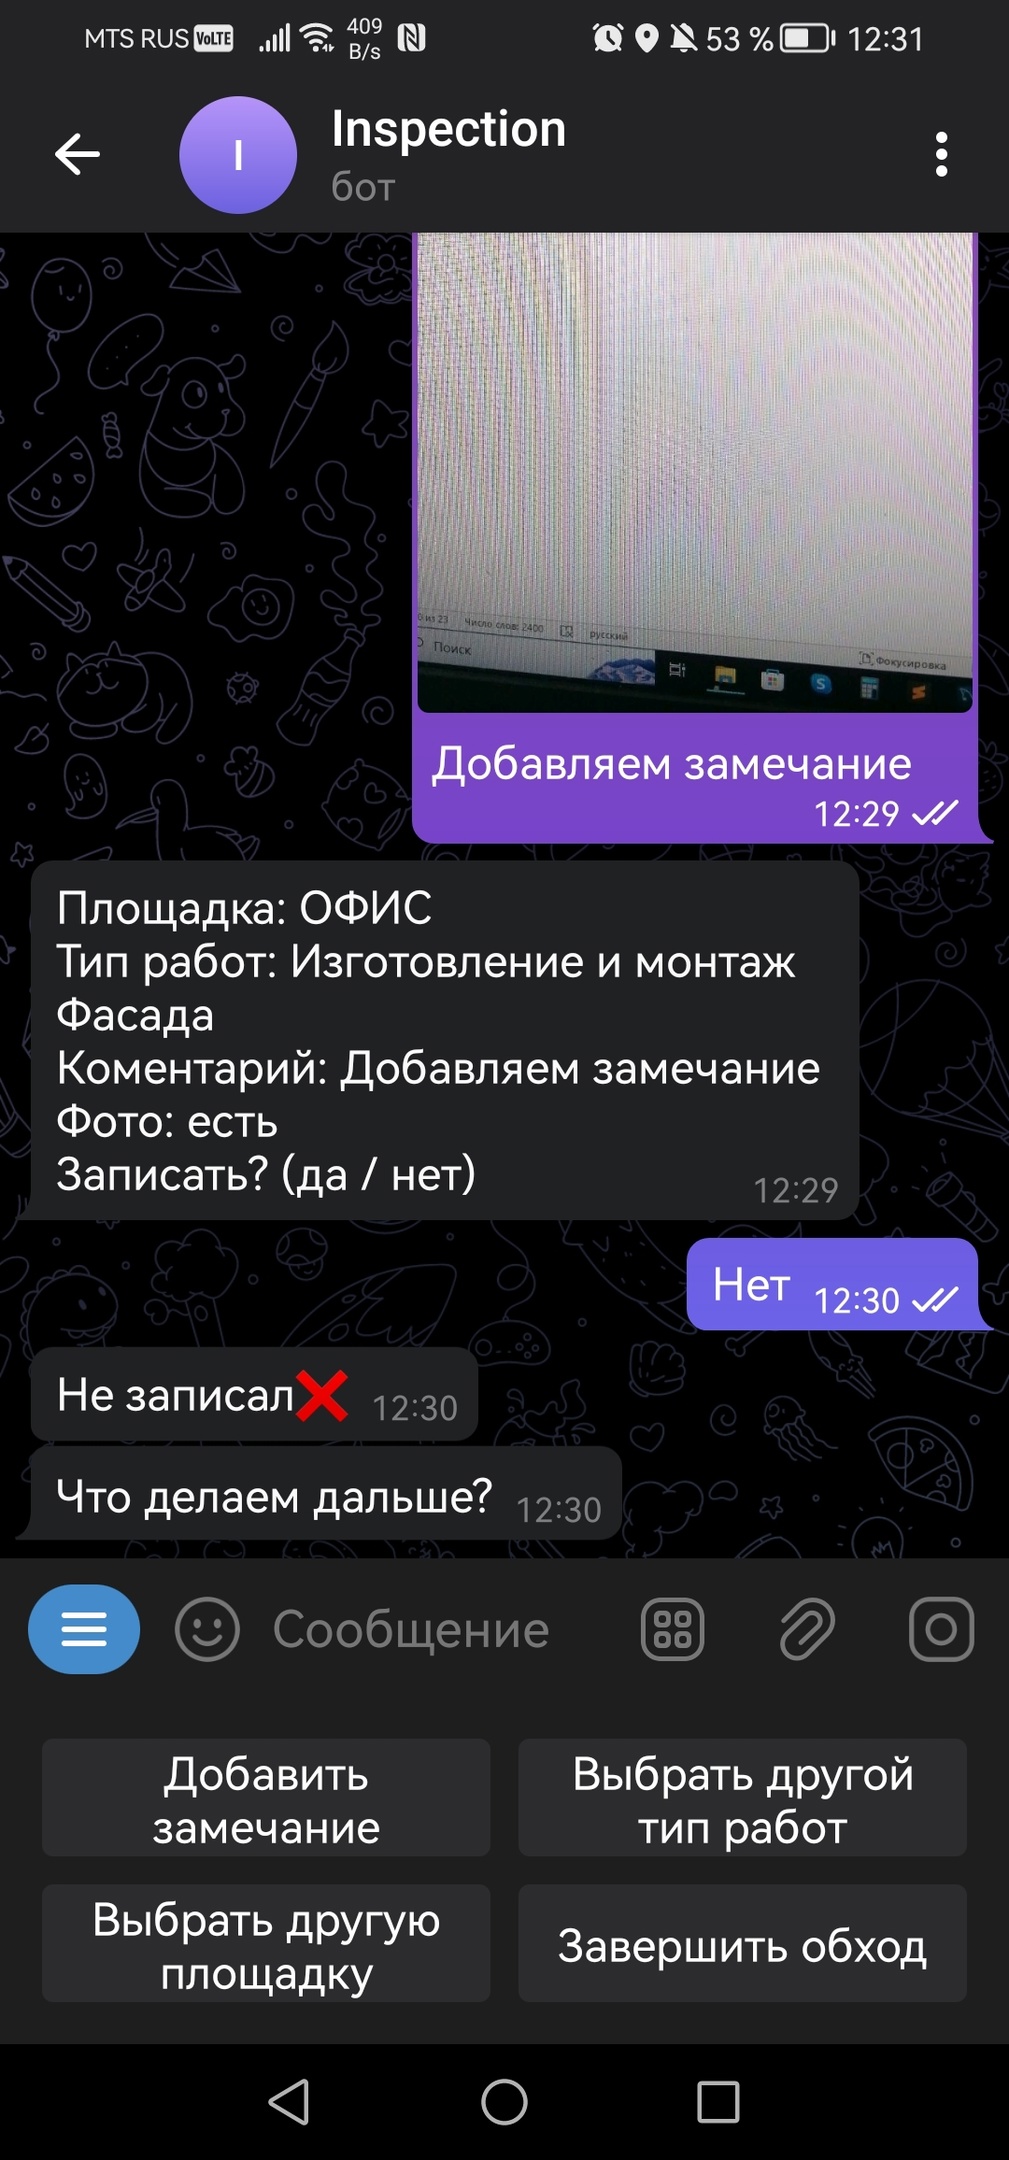 MTS RUS VoLTE 409 B/s 53 % 12:31
I
Inspection
бот
0 из 23 Число слов: 2400 русский
Фокусировка
Поиск
Добавляем замечание
12:29
Площадка: ОФИС
Тип работ: Изготовление и монтаж
Фасада
Коментарий: Добавляем замечание
Фото: есть
Записать? (да / нет)
12:29
Нет 12:30
Не записал❌ 12:30
Что делаем дальше? 12:30
Сообщение
Добавить
замечание
Выбрать другой
тип работ
Выбрать другую
площадку
Завершить обход